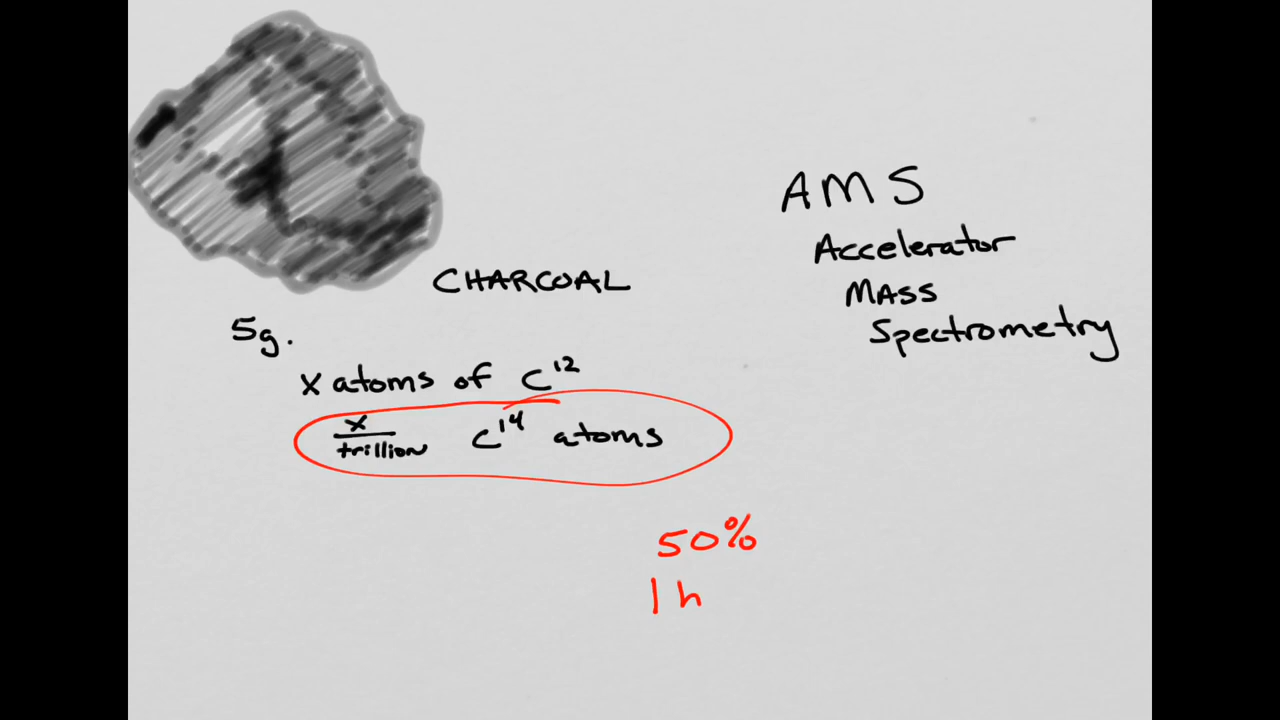 CHARCOAL
5g.
x atoms of C¹²
x/trillion C¹⁴ atoms
AMS
Accelerator
MASS
Spectrometry
50%
1 h